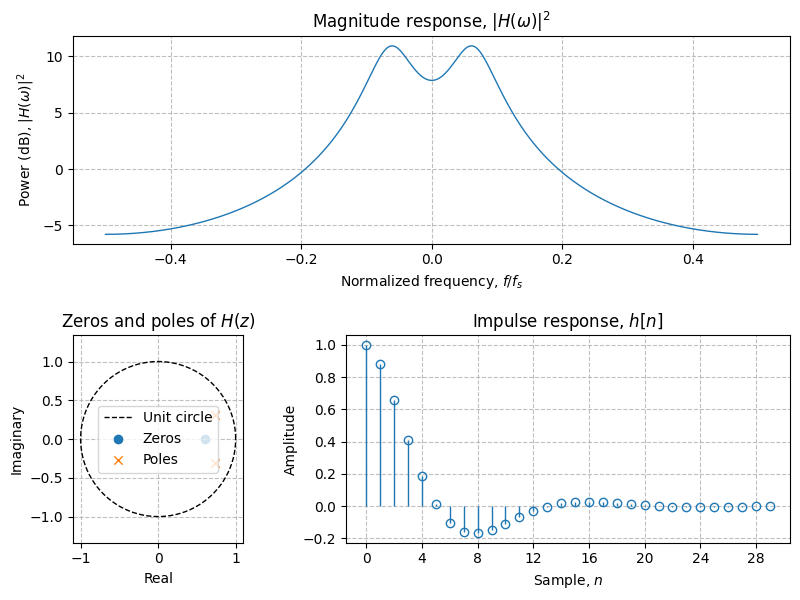 Magnitude response, |H(ω)|²
Power (dB), |H(ω)|²
10
5
0
−5
−0.4
−0.2
0.0
0.2
0.4
Normalized frequency, f/fₛ
Zeros and poles of H(z)
Imaginary
1.0
0.5
0.0
−0.5
−1.0
Unit circle
Zeros
Poles
−1
0
1
Real
Impulse response, h[n]
Amplitude
1.0
0.8
0.6
0.4
0.2
0.0
−0.2
0
4
8
12
16
20
24
28
Sample, n